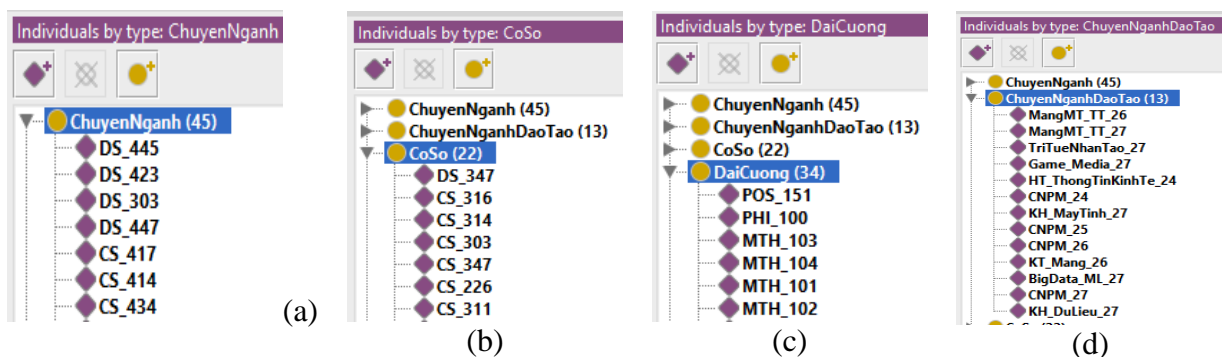 Individuals by type: ChuyenNganh
ChuyenNganh (45)
DS_445
DS_423
DS_303
DS_447
CS_417
CS_414
CS_434
(a)
Individuals by type: CoSo
ChuyenNganh (45)
ChuyenNganhDaoTao (13)
CoSo (22)
DS_347
CS_316
CS_314
CS_303
CS_347
CS_226
CS_311
(b)
Individuals by type: DaiCuong
ChuyenNganh (45)
ChuyenNganhDaoTao (13)
CoSo (22)
DaiCuong (34)
POS_151
PHI_100
MTH_103
MTH_104
MTH_101
MTH_102
(c)
Individuals by type: ChuyenNganhDaoTao
ChuyenNganh (45)
ChuyenNganhDaoTao (13)
MangMT_TT_26
MangMT_TT_27
TriTueNhanTao_27
Game_Media_27
HT_ThongTinKinhTe_24
CNPM_24
KH_MayTinh_27
CNPM_25
CNPM_26
KT_Mang_26
BigData_ML_27
CNPM_27
KH_DuLieu_27
(d)